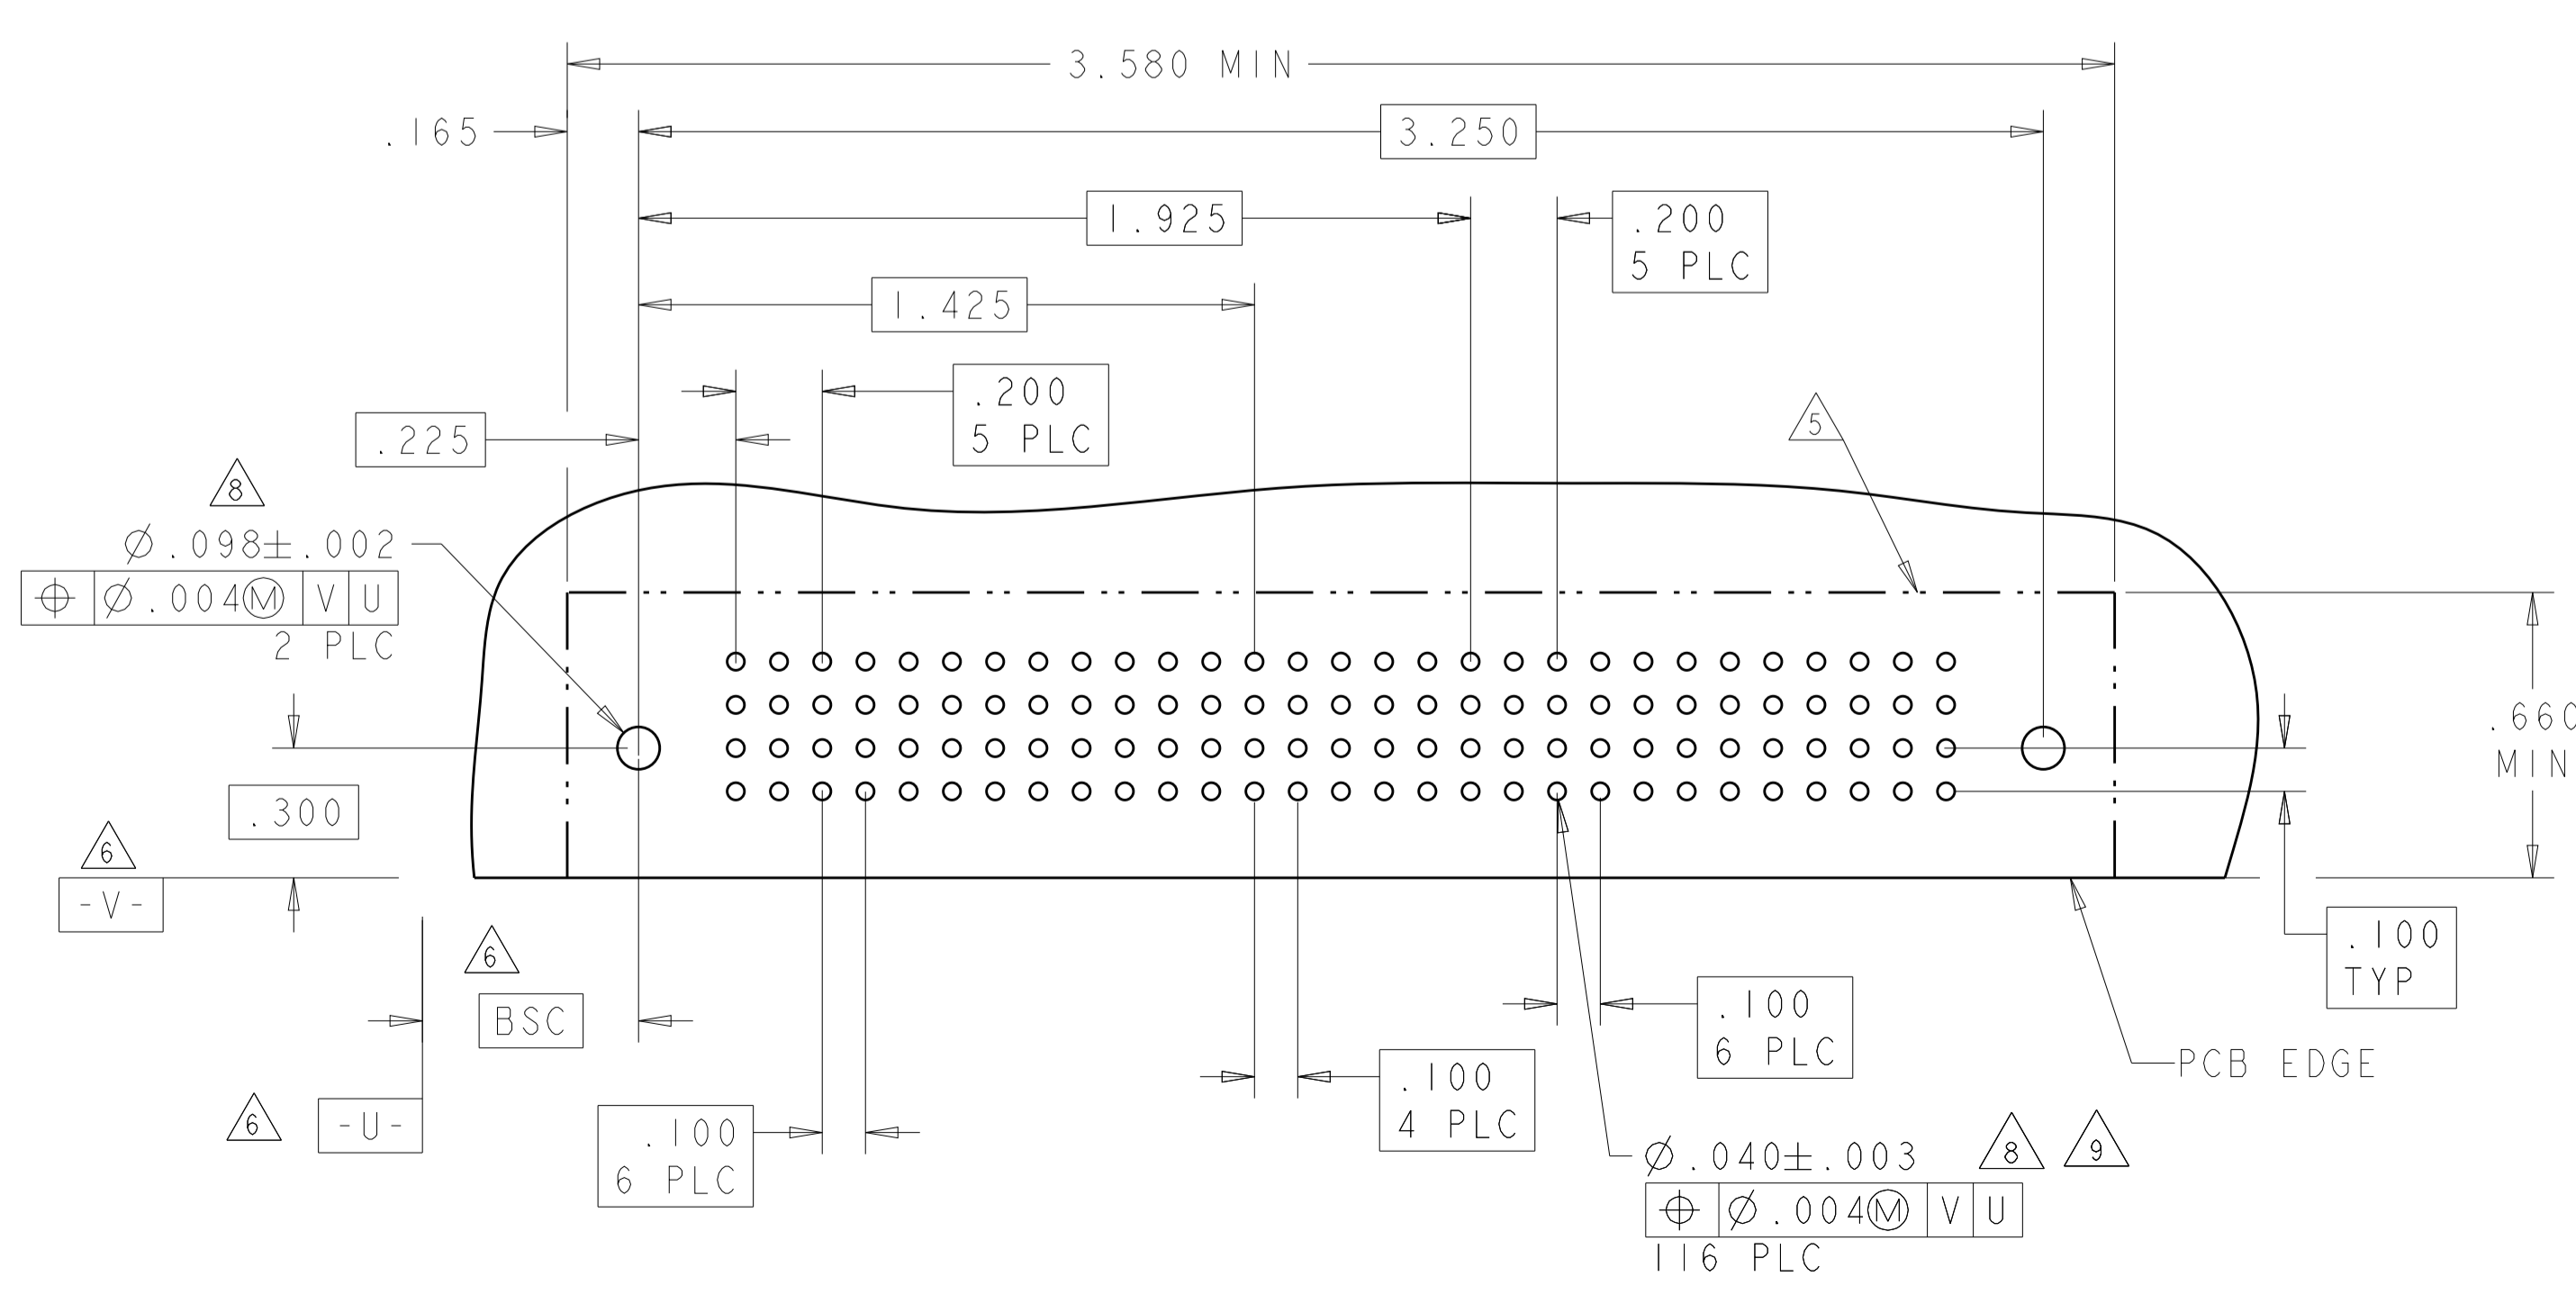 3.580 MIN
.165
3.250
1.925
.200
5 PLC
1.425
.200
5 PLC
.225
5
8
⌀.098±.002
⌖ ⌀.004Ⓜ V U
2 PLC
.660
MIN
.300
6
-V-
6
BSC
.100
TYP
.100
6 PLC
PCB EDGE
.100
4 PLC
6
-U-
.100
6 PLC
⌀.040±.003 8 9
⌖ ⌀.004Ⓜ V U
116 PLC